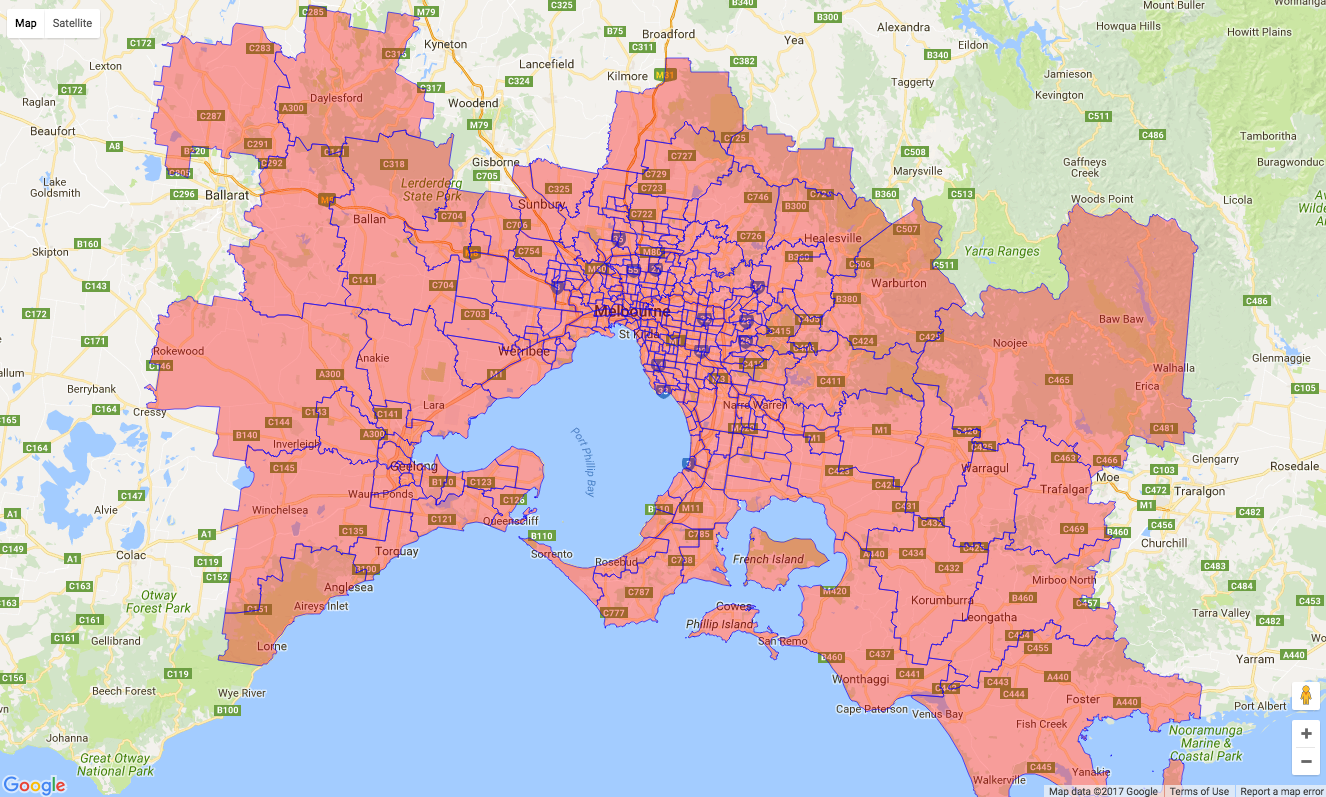 Map Satellite
C285
M79
C325
B340
Mount Buller
B300
Alexandra
Howqua Hills
C172
C283
C316
Kyneton
B75
Broadford
C311
Yea
Eildon
Howitt Plains
Lexton
Lancefield
C382
B340
C172
C317
C324
Kilmore
M31
Taggerty
Jamieson
Kevington
Raglan
Daylesford
A300
Woodend
C287
C511
Beaufort
M79
C725
C486
Tamboritha
A8
C291
B220
C141
C727
C508
Gaffneys
Creek
Buragwonduc
C292
C318
Gisborne
C705
C729
Marysville
Lake
Goldsmith
C805
C296
Ballarat
Lerderderg
State Park
C325
C723
C746
B300
B360
C513
Woods Point
Licola
Sunbury
Ballan
C704
C706
C722
C507
Skipton
B160
C754
C726
Healesville
Yarra Ranges
C511
C143
C141
C704
C506
Warburton
B380
C486
C172
C703
Melbourne
C415
Baw Baw
C171
St Kilda
C424
Noojee
Rokewood
Anakie
Werribee
Glenmaggie
C146
A300
M1
C411
C465
Walhalla
Erica
C105
Berrybank
Cressy
C164
Lara
C141
Narre Warren
C144
A300
M1
M1
C481
B140
Port Phillip Bay
C164
Inverleigh
C145
Geelong
Warragul
C463
C466
Glengarry
C103
Rosedale
C147
Waurn Ponds
C123
Moe
C472
Traralgon
Trafalgar
M1
Alvie
Winchelsea
C121
Queenscliff
B110
M11
C431
C456
C482
A1
A1
C135
C785
C469
B460
Churchill
C149
Colac
A1
C119
Torquay
B110
Sorrento
Rosebud
French Island
C434
C432
C483
C152
C163
Anglesea
C787
M420
Mirboo North
C484
Otway
Forest Park
C151
Aireys Inlet
C777
Cowes
Phillip Island
Korumburra
B460
C457
C453
C161
Leongatha
Tarra Valley
C161
Gellibrand
Lorne
San Remo
C482
C437
B460
C455
A440
C119
C441
Yarram
C156
Beech Forest
Wonthaggi
C443
A440
C444
Foster
Wye River
A440
B100
Cape Paterson
Venus Bay
Port Albert
Fish Creek
Johanna
Nooramunga
Marine &
Coastal Park
Great Otway
National Park
C445
Yanakie
Walkerville
Google
Map data ©2017 Google Terms of Use Report a map error